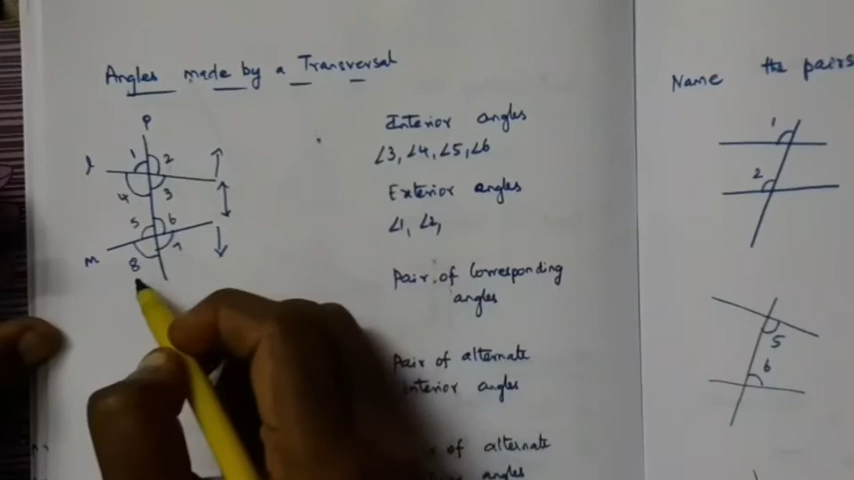 Angles made by a Transversal
P
1 2
l
4 3
5 6
m
8 7
Interior angles
∠3, ∠4, ∠5, ∠6
Exterior angles
∠1, ∠2,
Pair of Corresponding
angles
Pair of alternate
interior angles
of alternate
angles
Name the pairs
1
2
5
6